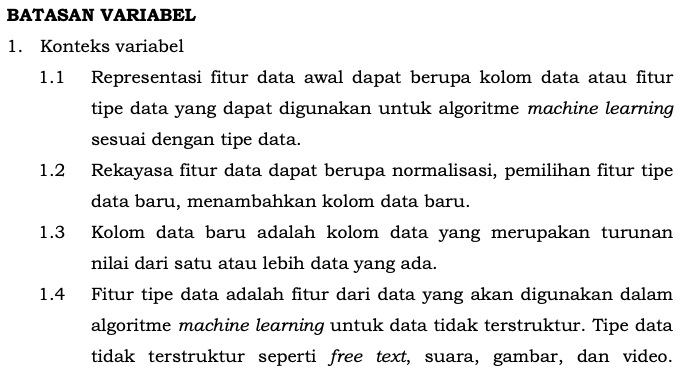 BATASAN VARIABEL
1. Konteks variabel
1.1 Representasi fitur data awal dapat berupa kolom data atau fitur
tipe data yang dapat digunakan untuk algoritme machine learning
sesuai dengan tipe data.
1.2 Rekayasa fitur data dapat berupa normalisasi, pemilihan fitur tipe
data baru, menambahkan kolom data baru.
1.3 Kolom data baru adalah kolom data yang merupakan turunan
nilai dari satu atau lebih data yang ada.
1.4 Fitur tipe data adalah fitur dari data yang akan digunakan dalam
algoritme machine learning untuk data tidak terstruktur. Tipe data
tidak terstruktur seperti free text, suara, gambar, dan video.